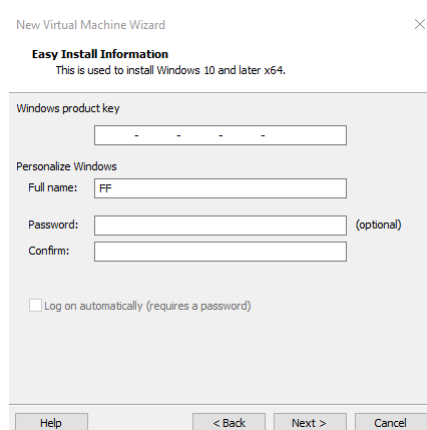 New Virtual Machine Wizard
Easy Install Information
This is used to install Windows 10 and later x64.
Windows product key
- - - -
Personalize Windows
Full name: FF
Password: (optional)
Confirm:
Log on automatically (requires a password)
Help < Back Next > Cancel